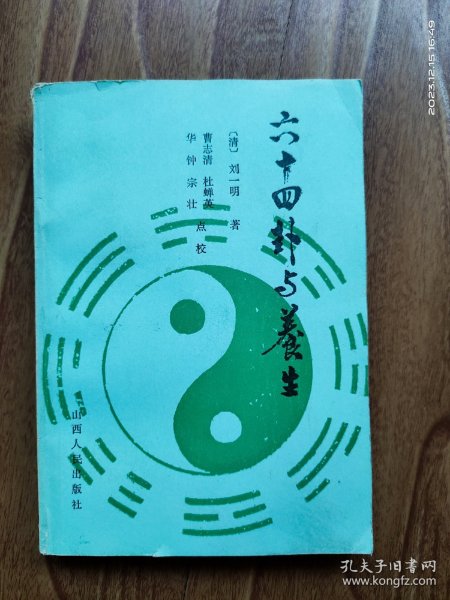 六十四卦与养生
〔清〕刘一明 著
曹志清 杜蝉英
华钟 宗壮 点校
山西人民出版社
2023.12.15 16:49
孔夫子旧书网
www.kongfz.com